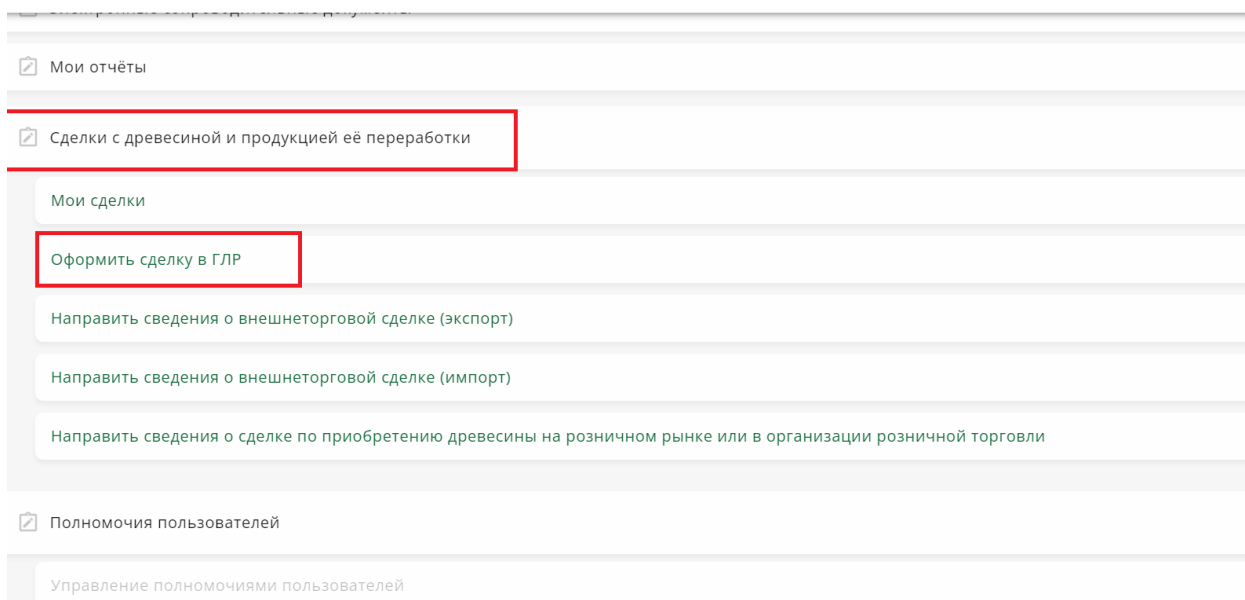 Мои отчёты
Сделки с древесиной и продукцией её переработки
Мои сделки
Оформить сделку в ГЛР
Направить сведения о внешнеторговой сделке (экспорт)
Направить сведения о внешнеторговой сделке (импорт)
Направить сведения о сделке по приобретению древесины на розничном рынке или в организации розничной торговли
Полномочия пользователей
Управление полномочиями пользователей